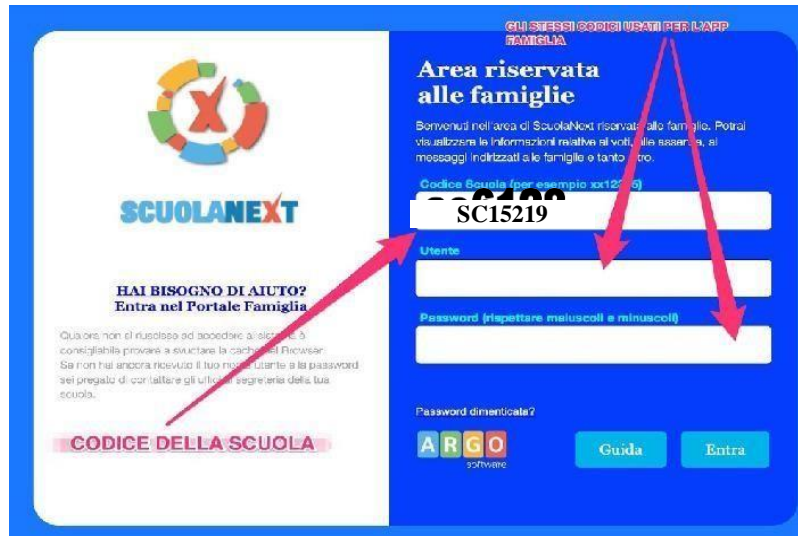 GLI STESSI CODICI USATI PER L'APP
FAMIGLIA
SCUOLANEXT
HAI BISOGNO DI AIUTO?
Entra nel Portale Famiglia
Qualora non si riuscisse ad accedere al sistema è
consigliabile provare a svuotare la cache del Browser
Se non hai ancora ricevuto il tuo nome utente e la password
sei pregato di contattare gli uffici di segreteria della tua
scuola.
CODICE DELLA SCUOLA
Area riservata
alle famiglie
Benvenuti nell'area di ScuolaNext riservata alle famiglie. Potrai
visualizzare le informazioni relative ai voti, alle assenze, ai
messaggi indirizzati alle famiglie e tanto altro.
Codice Scuola (per esempio xx12345)
SC15219
Utente
Password (rispettare maiuscoli e minuscoli)
Password dimenticata?
ARGO
software
Guida
Entra